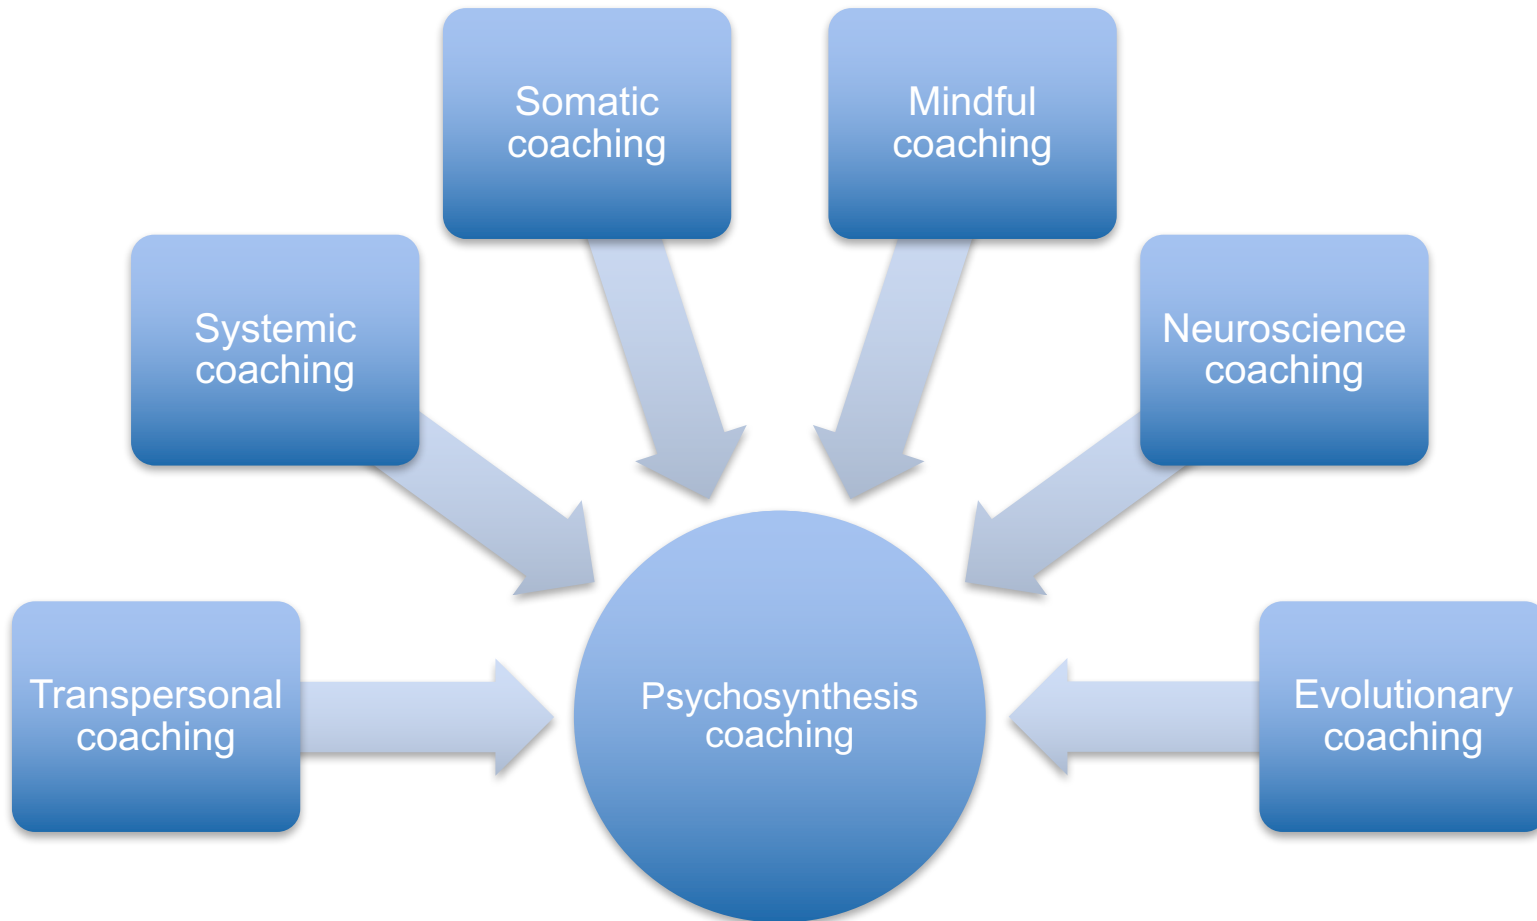 Somatic
coaching
Mindful
coaching
Systemic
coaching
Neuroscience
coaching
Transpersonal
coaching
Psychosynthesis
coaching
Evolutionary
coaching